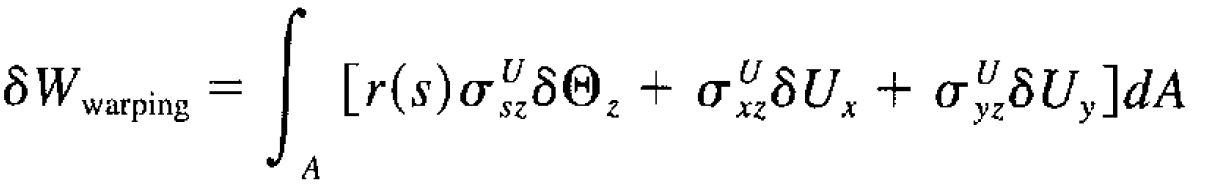 δW_warping = ∫_A [r(s)σ^U_sz δΘ_z + σ^U_xz δU_x + σ^U_yz δU_y]dA